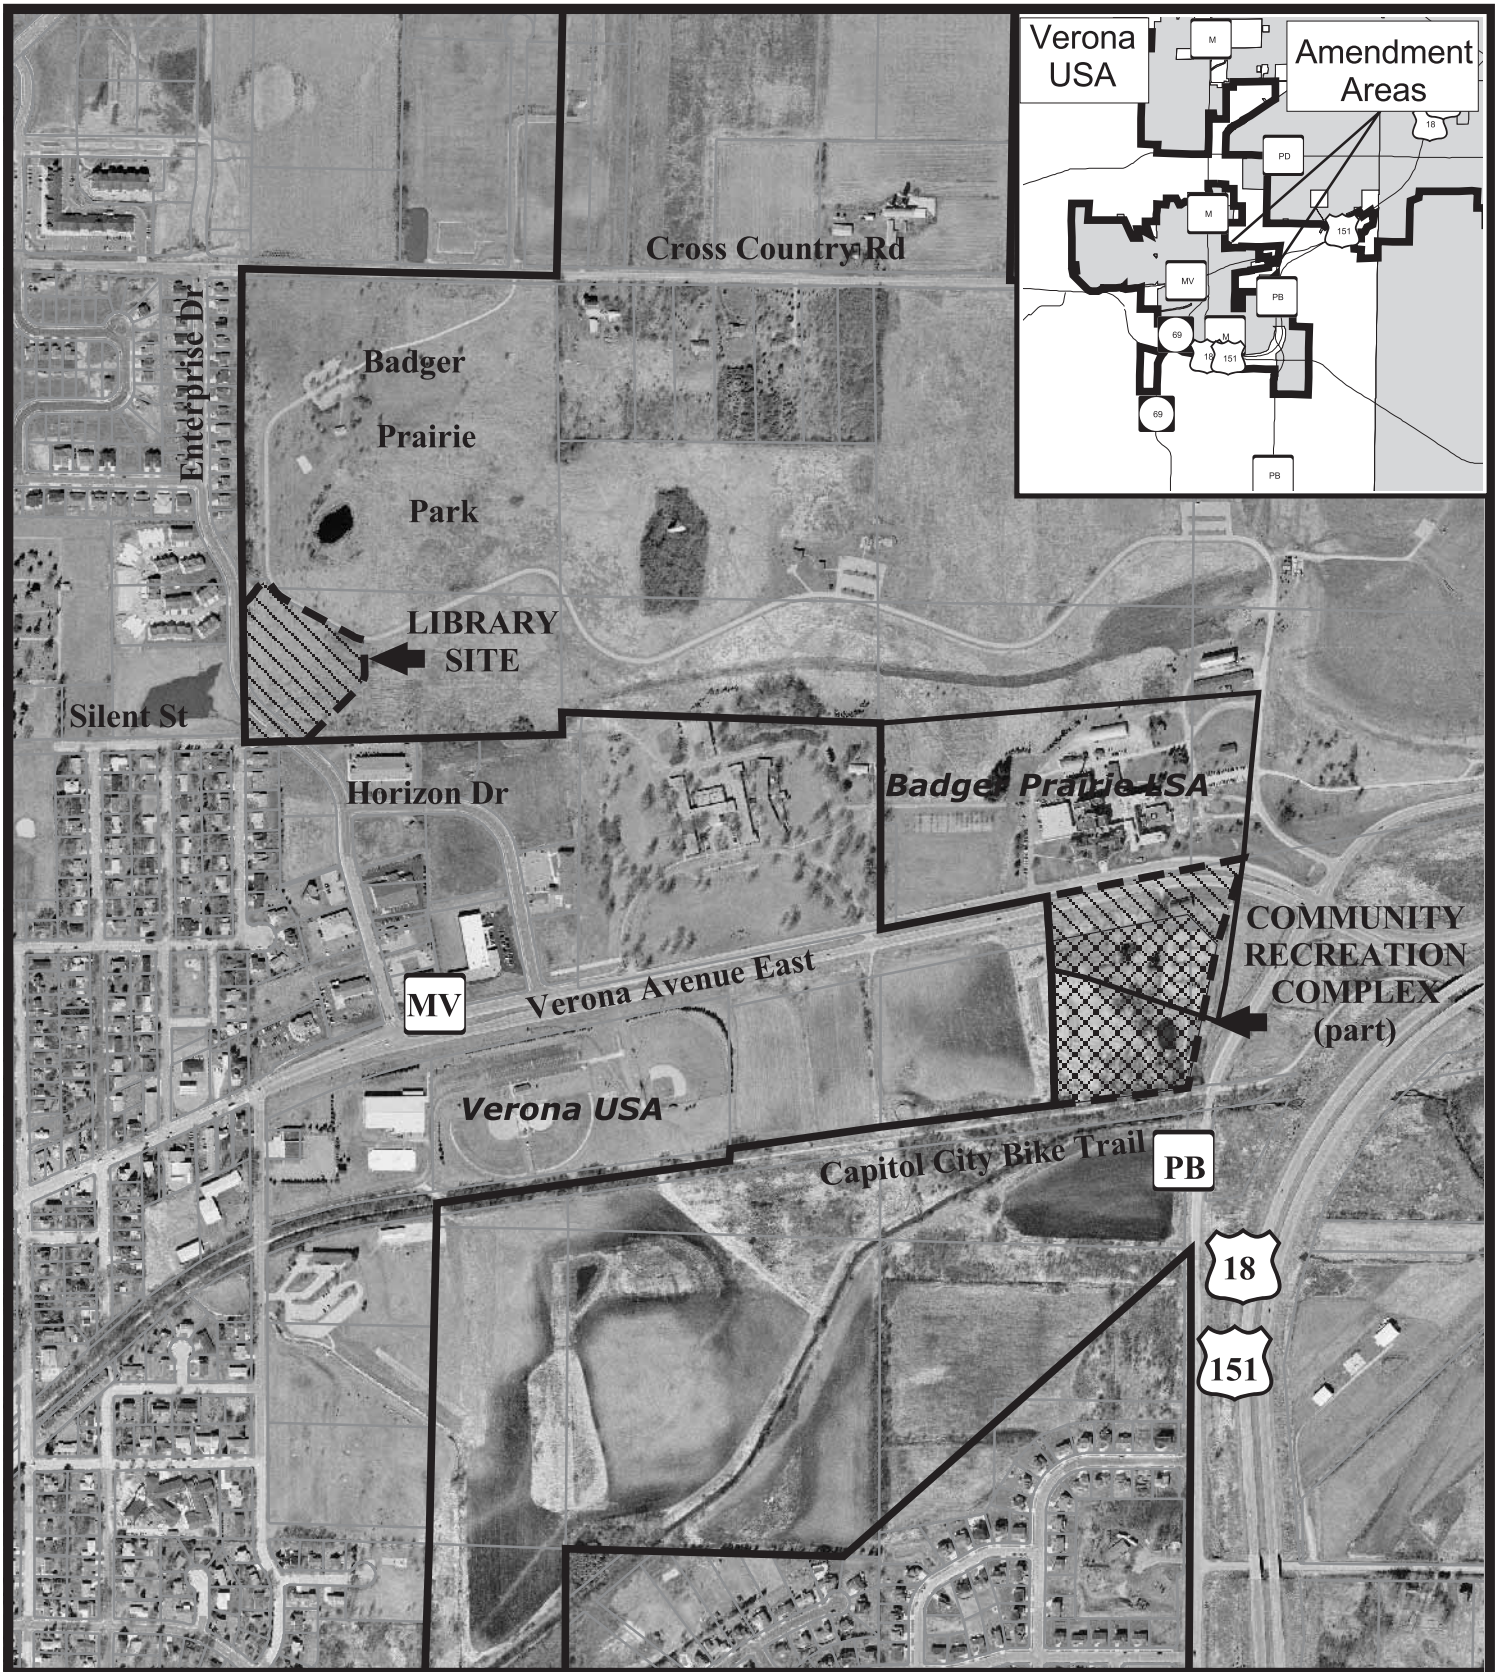 Verona
USA
Amendment
Areas
M
18
PD
M
151
MV
PB
69
M
18
151
69
PB
Cross Country Rd
Enterprise Dr
Badger
Prairie
Park
LIBRARY
SITE
Silent St
Horizon Dr
Badger Prairie LSA
COMMUNITY
RECREATION
COMPLEX
(part)
MV
Verona Avenue East
Verona USA
Capitol City Bike Trail
PB
18
151